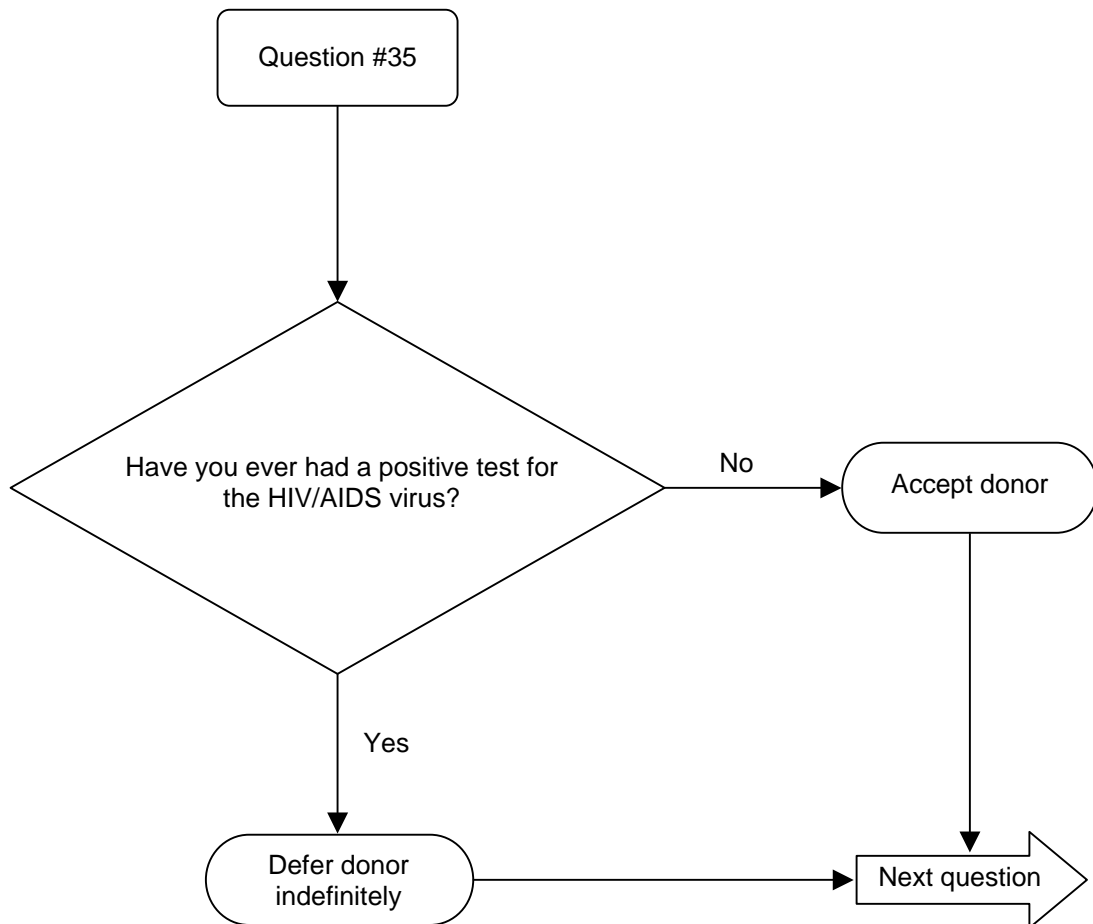 Question #35
Have you ever had a positive test for
the HIV/AIDS virus?
No
Accept donor
Yes
Defer donor
indefinitely
Next question